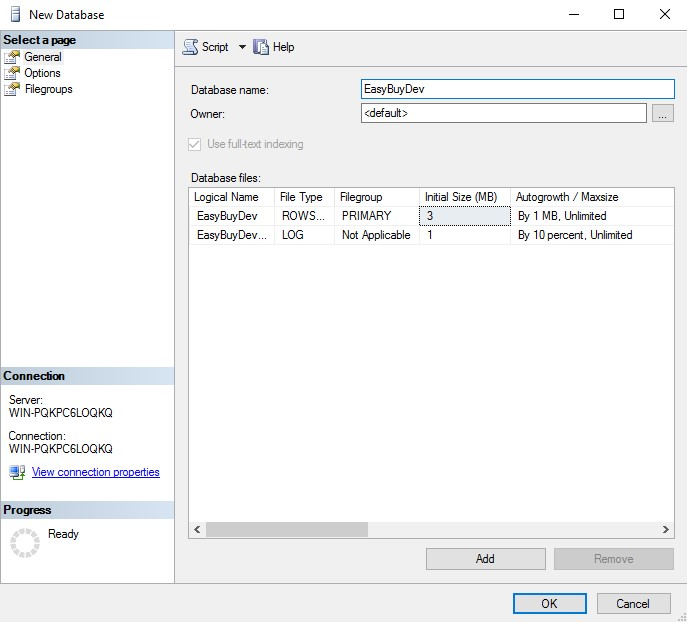 New Database
Select a page
General
Options
Filegroups
Script
Help
Database name:
EasyBuyDev
Owner:
<default>
...
Use full-text indexing
Database files:
Logical Name File Type Filegroup Initial Size (MB) Autogrowth / Maxsize
EasyBuyDev ROWS... PRIMARY 3 By 1 MB, Unlimited
EasyBuyDev... LOG Not Applicable 1 By 10 percent, Unlimited
Connection
Server:
WIN-PQKPC6LOQKQ
Connection:
WIN-PQKPC6LOQKQ
View connection properties
Progress
Ready
Add
Remove
OK
Cancel